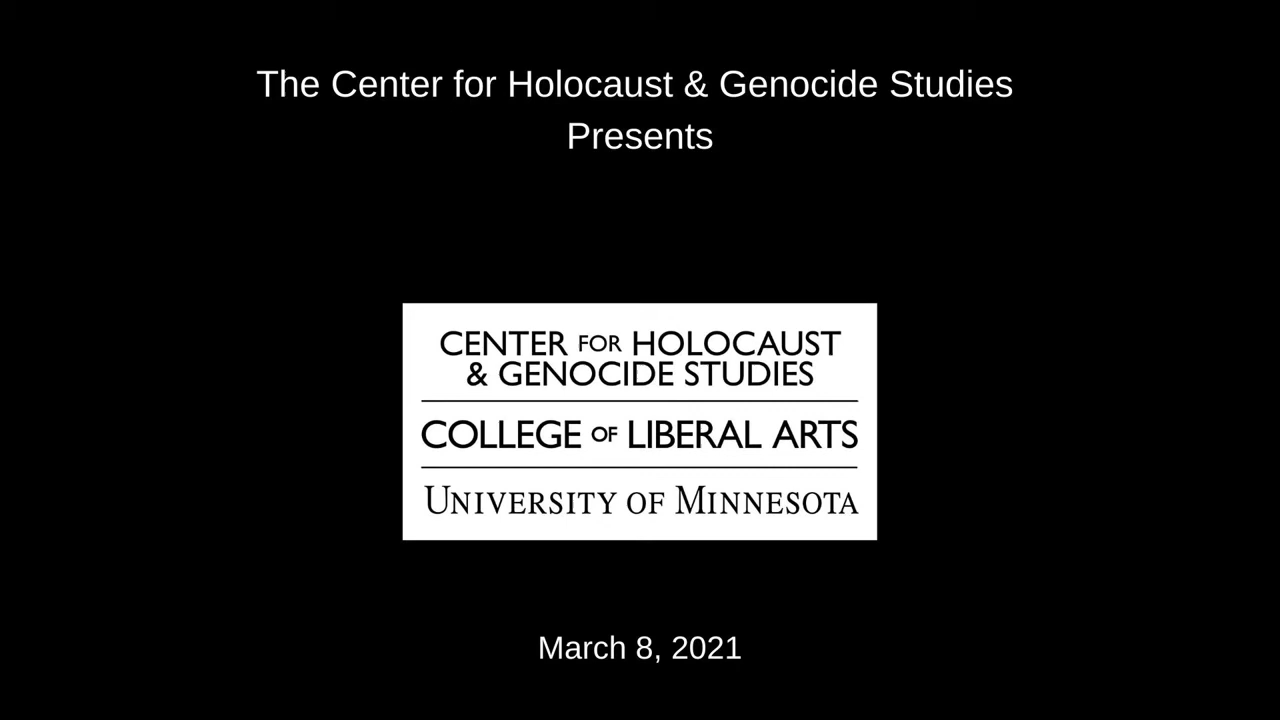 The Center for Holocaust & Genocide Studies
Presents
CENTER FOR HOLOCAUST
& GENOCIDE STUDIES
COLLEGE OF LIBERAL ARTS
UNIVERSITY OF MINNESOTA
March 8, 2021